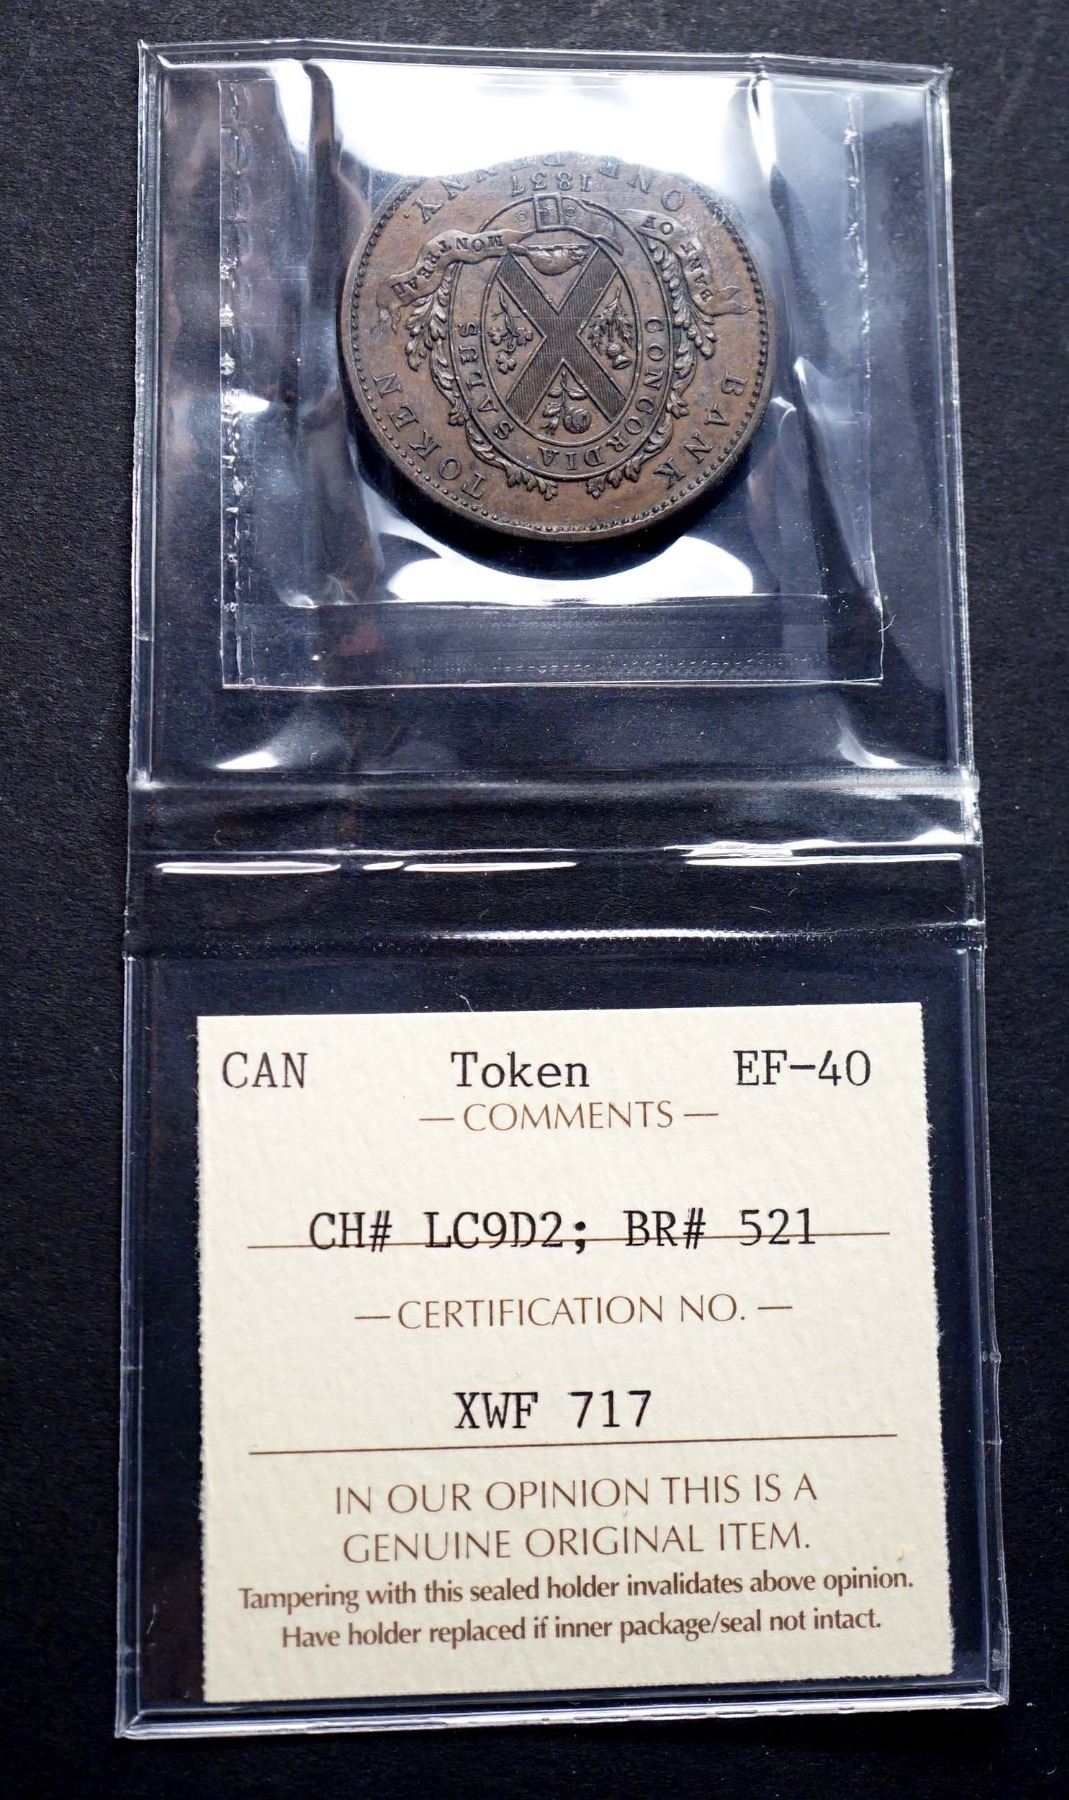 BANK TOKEN
ONE PENNY.
1837
BANK OF
MONTREAL
CONCORDIA SALUS
CAN Token EF-40
— COMMENTS —
CH# LC9D2; BR# 521
— CERTIFICATION NO. —
XWF 717
IN OUR OPINION THIS IS A
GENUINE ORIGINAL ITEM.
Tampering with this sealed holder invalidates above opinion.
Have holder replaced if inner package/seal not intact.